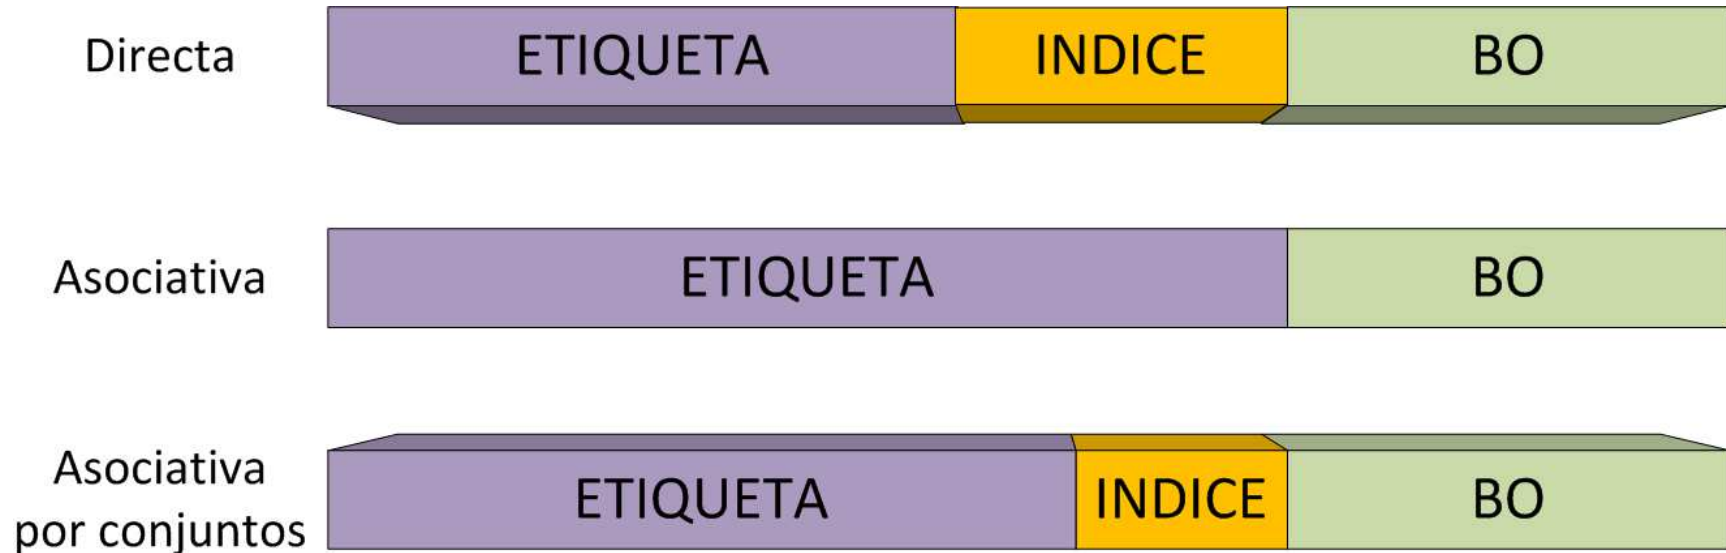 Directa ETIQUETA INDICE BO
Asociativa ETIQUETA BO
Asociativa
por conjuntos ETIQUETA INDICE BO